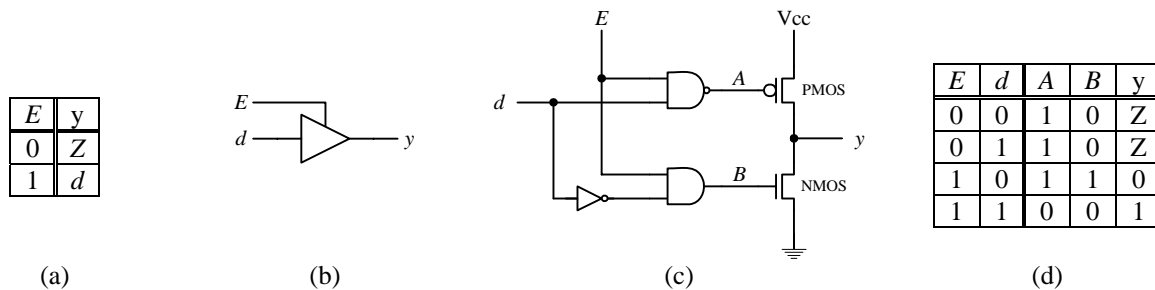 E y
0 Z
1 d
(a)
E
d
y
(b)
E
Vcc
d
A
PMOS
y
B
NMOS
(c)
E d A B y
0 0 1 0 Z
0 1 1 0 Z
1 0 1 1 0
1 1 0 0 1
(d)